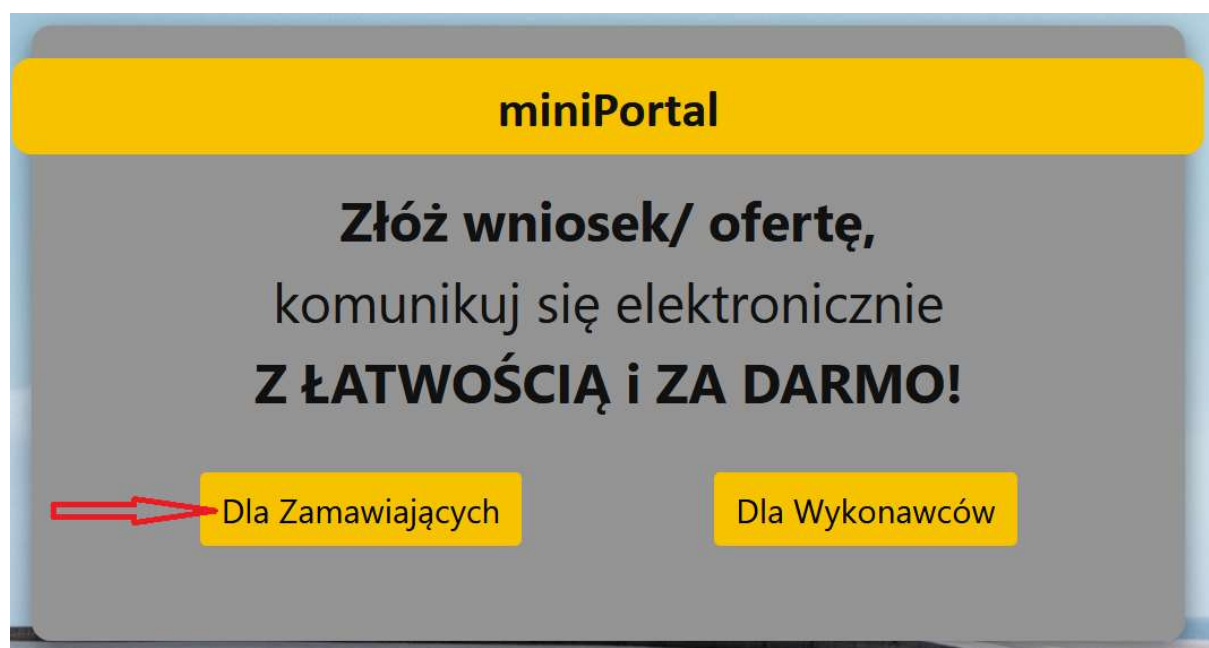 miniPortal
Złóż wniosek/ ofertę,
komunikuj się elektronicznie
Z ŁATWOŚCIĄ i ZA DARMO!
Dla Zamawiających
Dla Wykonawców